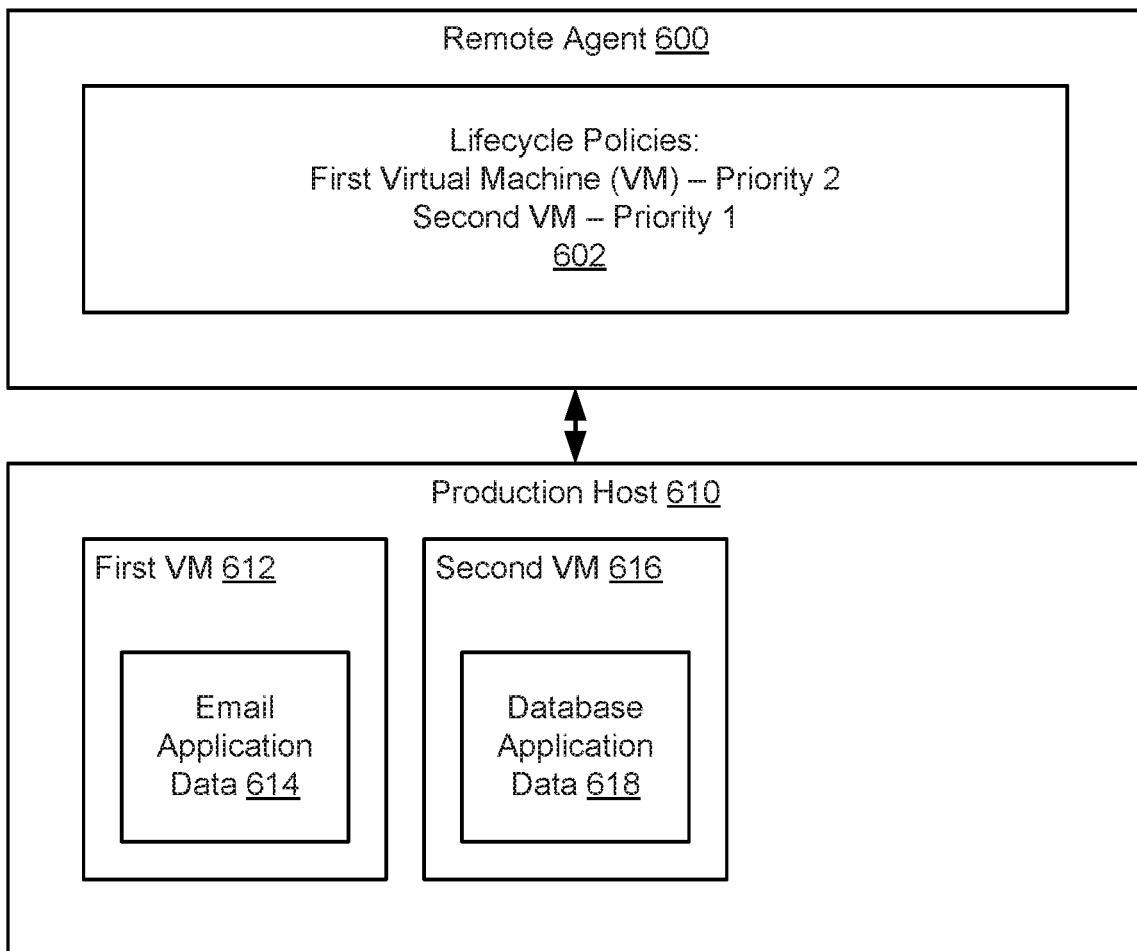 Remote Agent 600
Lifecycle Policies:
First Virtual Machine (VM) – Priority 2
Second VM – Priority 1
602
Production Host 610
First VM 612
Email
Application
Data 614
Second VM 616
Database
Application
Data 618